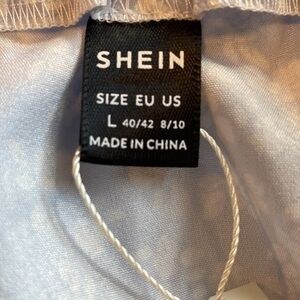 SHEIN
SIZE EU US
L 40/42 8/10
MADE IN CHINA